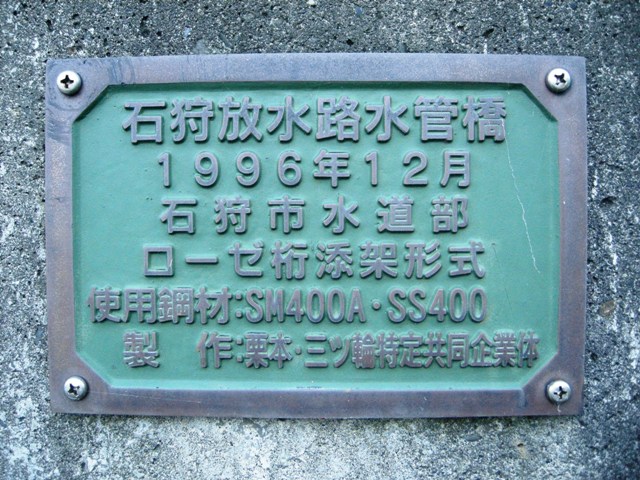 石狩放水路水管橋
1996年12月
石狩市水道部
ローゼ桁添架形式
使用鋼材:SM400A・SS400
製　作:栗本・三ツ輪特定共同企業体